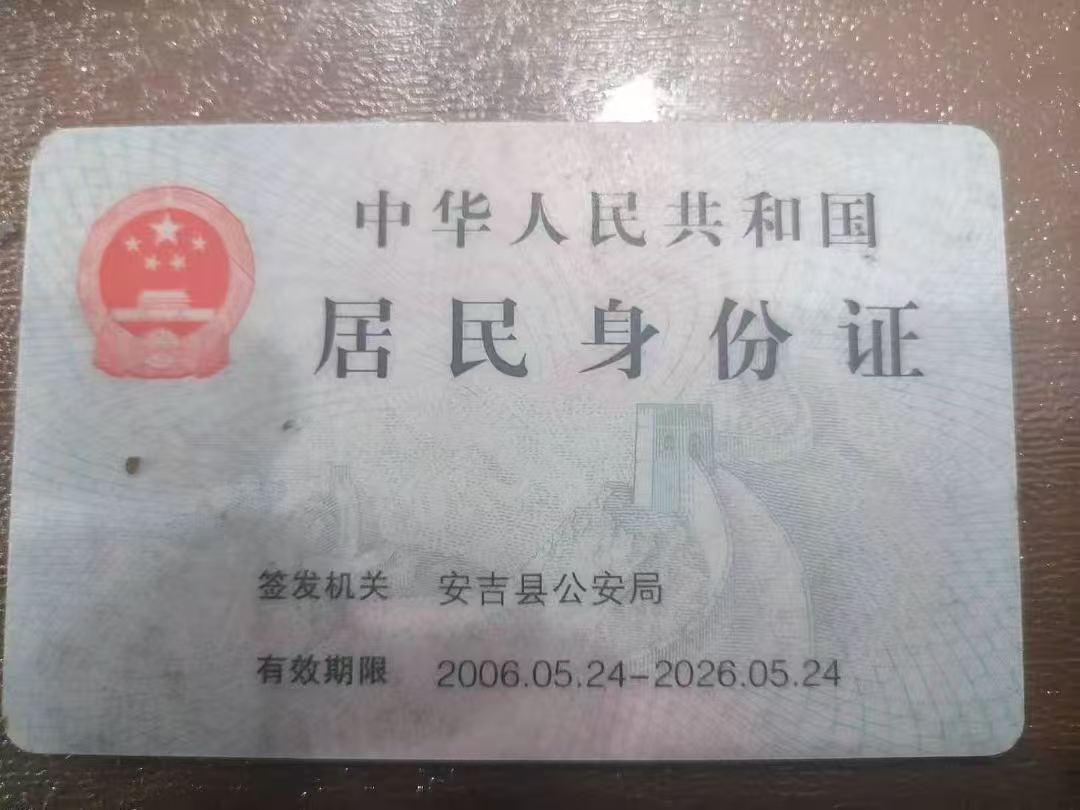 中华人民共和国
居民身份证
签发机关 安吉县公安局
有效期限 2006.05.24-2026.05.24